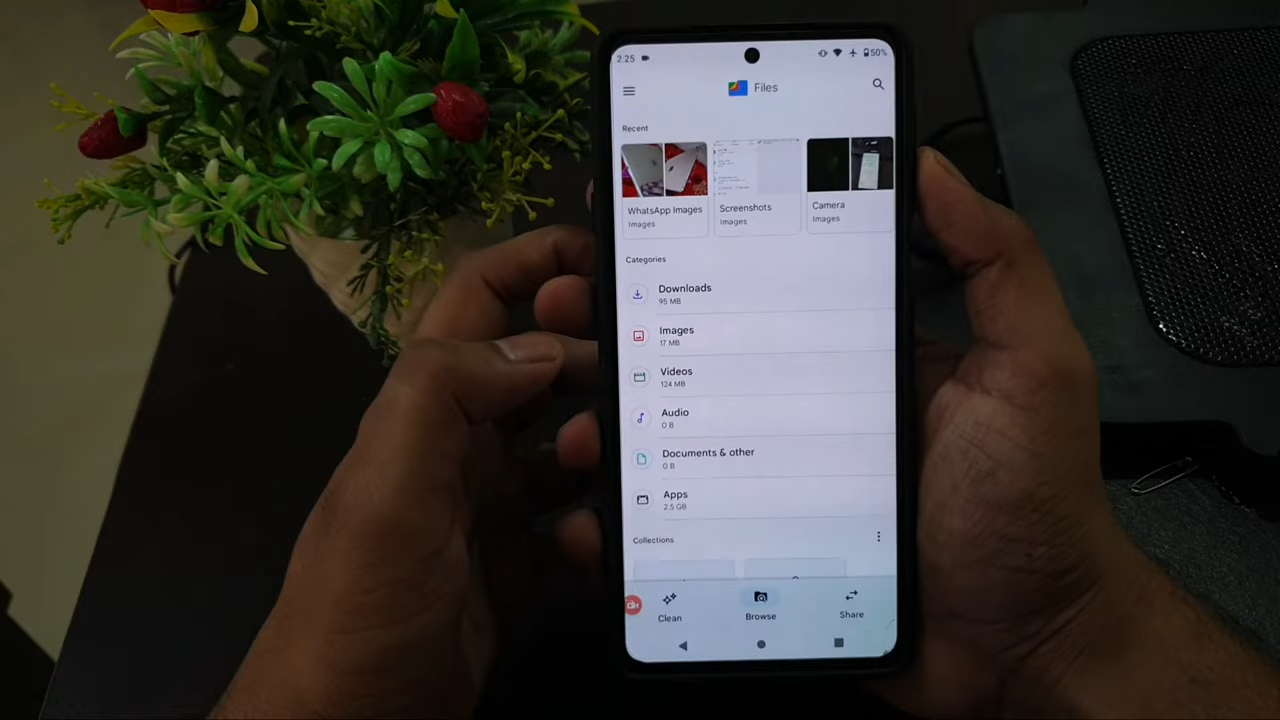 2:25 50%
Files
Recent
WhatsApp Images
Images
Screenshots
Images
Camera
Images
Categories
Downloads
95 MB
Images
17 MB
Videos
124 MB
Audio
0 B
Documents & other
0 B
Apps
2.5 GB
Collections
Clean
Browse
Share